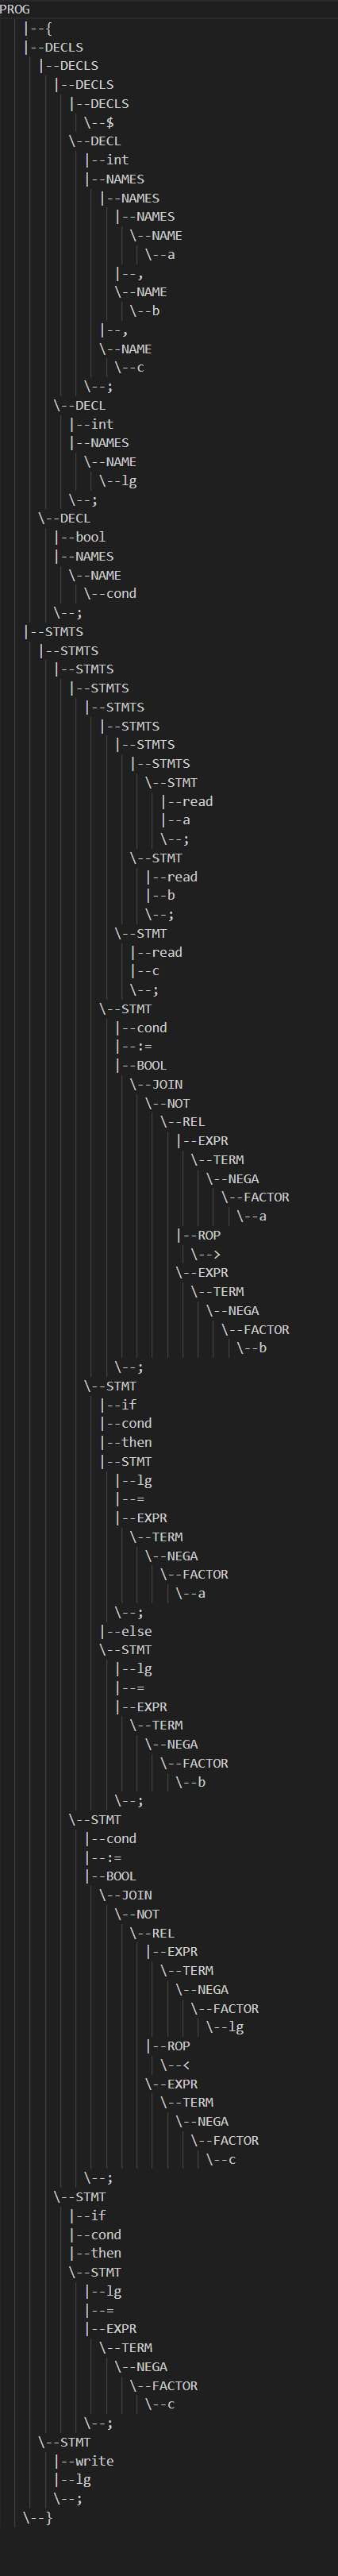 PROG
|--{
|--DECLS
|--DECLS
|--DECLS
|--DECLS
\--$
\--DECL
|--int
|--NAMES
|--NAMES
|--NAMES
\--NAME
\--a
|--,
\--NAME
\--b
|--,
\--NAME
\--c
\--;
\--DECL
|--int
|--NAMES
\--NAME
\--lg
\--;
\--DECL
|--bool
|--NAMES
\--NAME
\--cond
\--;
|--STMTS
|--STMTS
|--STMTS
|--STMTS
|--STMTS
|--STMTS
|--STMTS
|--STMTS
\--STMT
|--read
|--a
\--;
\--STMT
|--read
|--b
\--;
\--STMT
|--read
|--c
\--;
\--STMT
|--cond
|--:=
|--BOOL
\--JOIN
\--NOT
\--REL
|--EXPR
\--TERM
\--NEGA
\--FACTOR
\--a
|--ROP
\-->
\--EXPR
\--TERM
\--NEGA
\--FACTOR
\--b
\--;
\--STMT
|--if
|--cond
|--then
|--STMT
|--lg
|--=
|--EXPR
\--TERM
\--NEGA
\--FACTOR
\--a
\--;
|--else
\--STMT
|--lg
|--=
|--EXPR
\--TERM
\--NEGA
\--FACTOR
\--b
\--;
\--STMT
|--cond
|--:=
|--BOOL
\--JOIN
\--NOT
\--REL
|--EXPR
\--TERM
\--NEGA
\--FACTOR
\--lg
|--ROP
\--<
\--EXPR
\--TERM
\--NEGA
\--FACTOR
\--c
\--;
\--STMT
|--if
|--cond
|--then
\--STMT
|--lg
|--=
|--EXPR
\--TERM
\--NEGA
\--FACTOR
\--c
\--;
\--STMT
|--write
|--lg
\--;
\--}